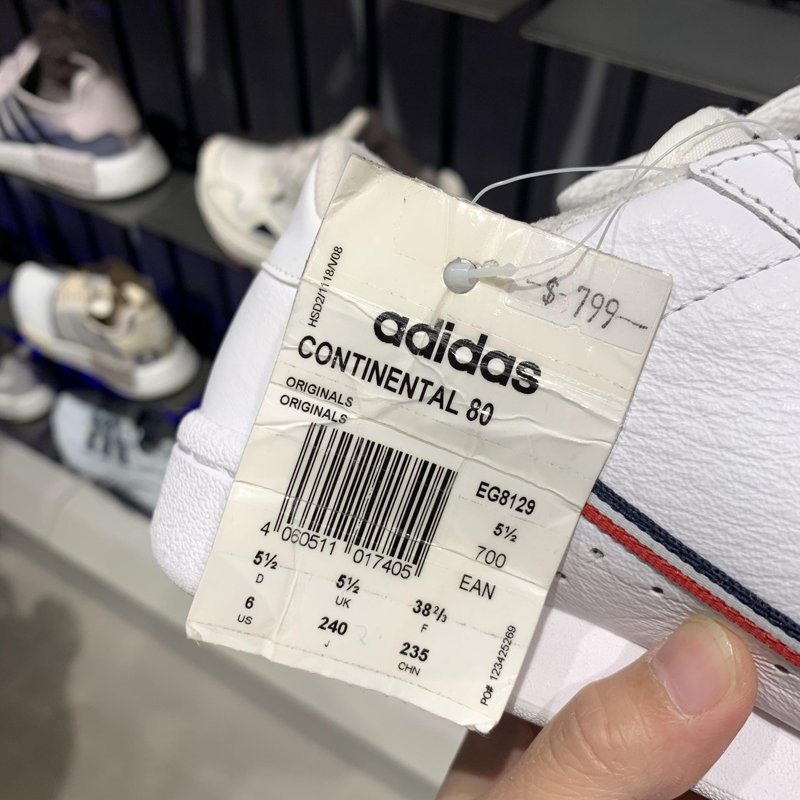 HSD2/1118/V08
$ 799
adidas
CONTINENTAL 80
ORIGINALS
ORIGINALS
EG8129
5½
700
EAN
4 060511 017405
5½ 5½ 38⅔
D UK F
6 240 235
US J CHN
PO# 123425269